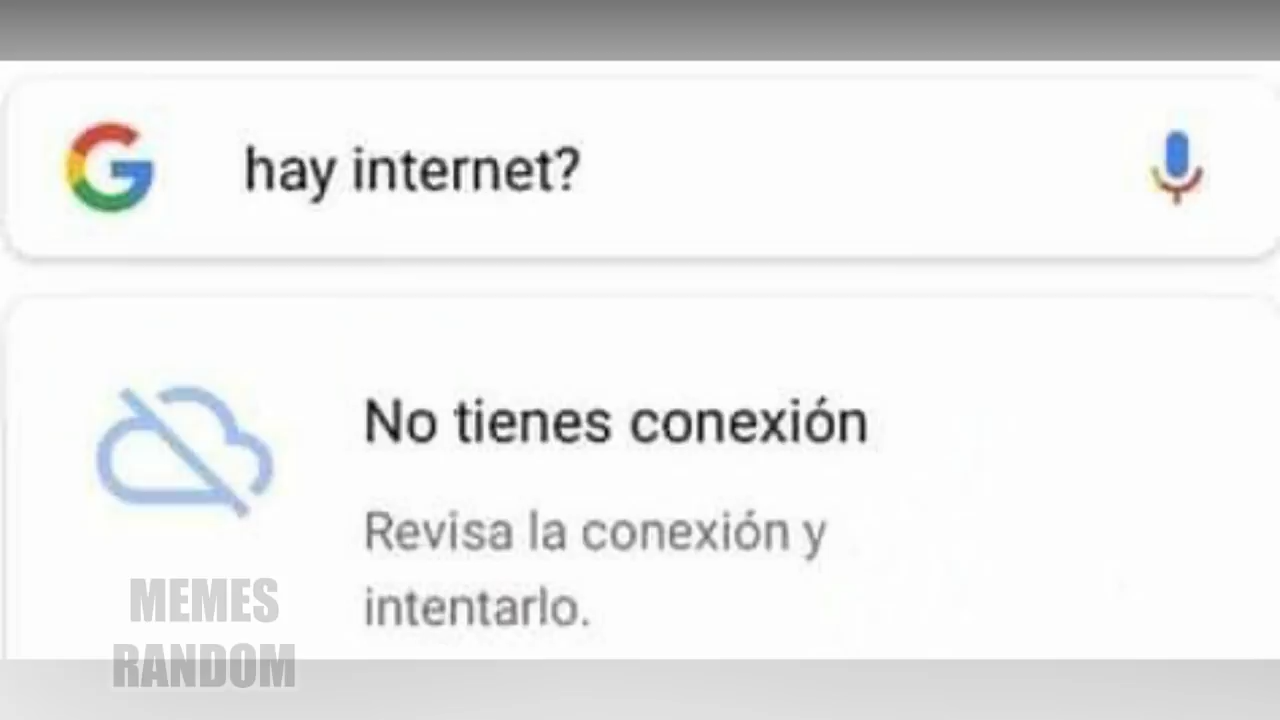 hay internet?
No tienes conexión
Revisa la conexión y
intentarlo.
MEMES
RANDOM